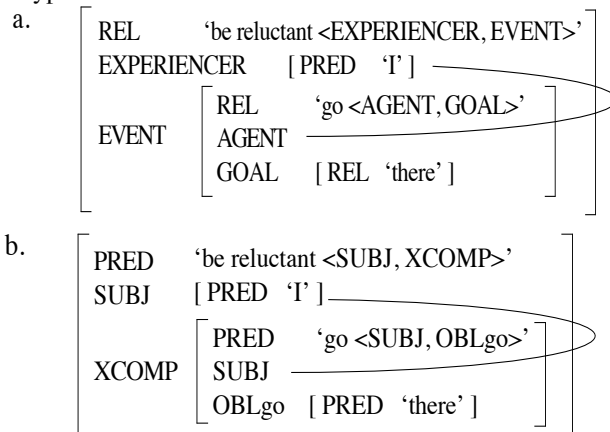 a.
REL ‘be reluctant <EXPERIENCER, EVENT>’
EXPERIENCER [ PRED ‘I’ ]
REL ‘go <AGENT, GOAL>’
EVENT AGENT
GOAL [ REL ‘there’ ]
b.
PRED ‘be reluctant <SUBJ, XCOMP>’
SUBJ [ PRED ‘I’ ]
PRED ‘go <SUBJ, OBLgo>’
XCOMP SUBJ
OBLgo [ PRED ‘there’ ]